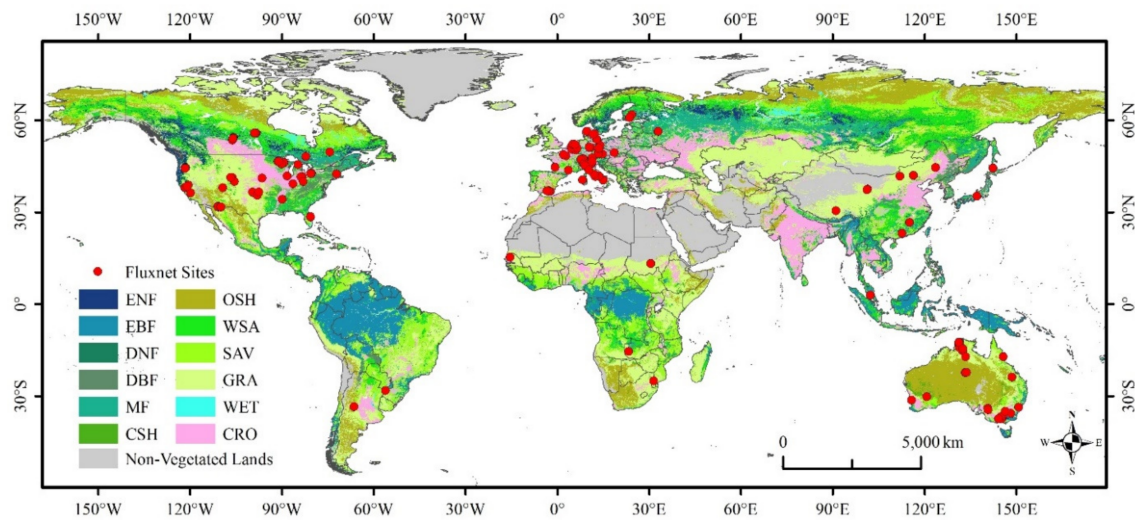 150°W 120°W 90°W 60°W 30°W 0° 30°E 60°E 90°E 120°E 150°E
60°N 60°N
30°N 30°N
0° 0°
30°S 30°S
Fluxnet Sites
ENF OSH
EBF WSA
DNF SAV
DBF GRA
MF WET
CSH CRO
Non-Vegetated Lands
0 5,000 km
N
W E
S
150°W 120°W 90°W 60°W 30°W 0° 30°E 60°E 90°E 120°E 150°E